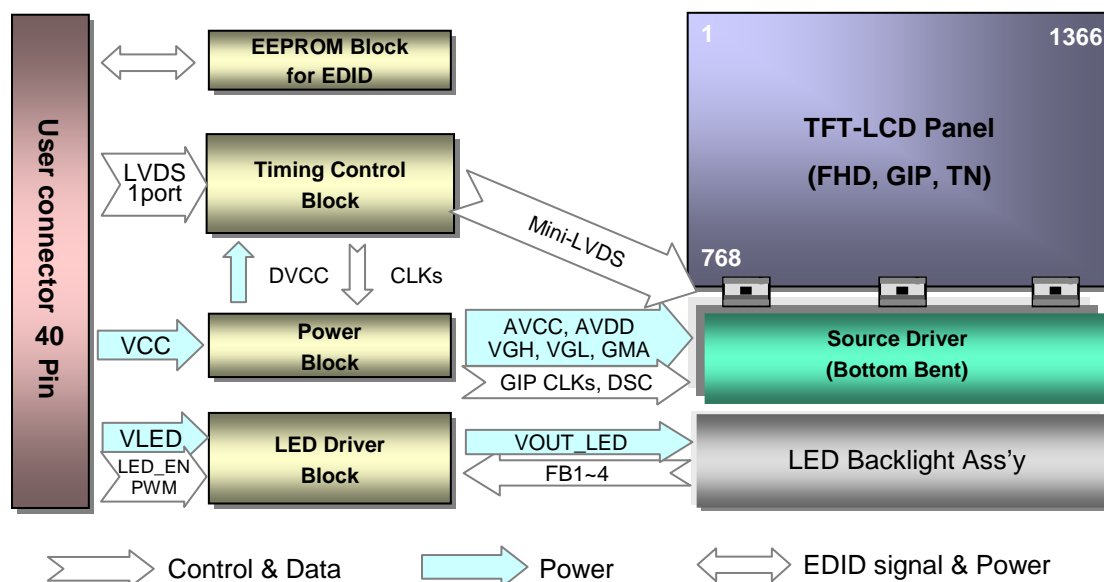 User connector 40 Pin
EEPROM Block
for EDID
LVDS
1port
Timing Control
Block
Mini-LVDS
DVCC
CLKs
VCC
Power
Block
AVCC, AVDD
VGH, VGL, GMA
GIP CLKs, DSC
VLED
LED_EN
PWM
LED Driver
Block
VOUT_LED
FB1~4
1
1366
TFT-LCD Panel
(FHD, GIP, TN)
768
Source Driver
(Bottom Bent)
LED Backlight Ass’y
Control & Data
Power
EDID signal & Power